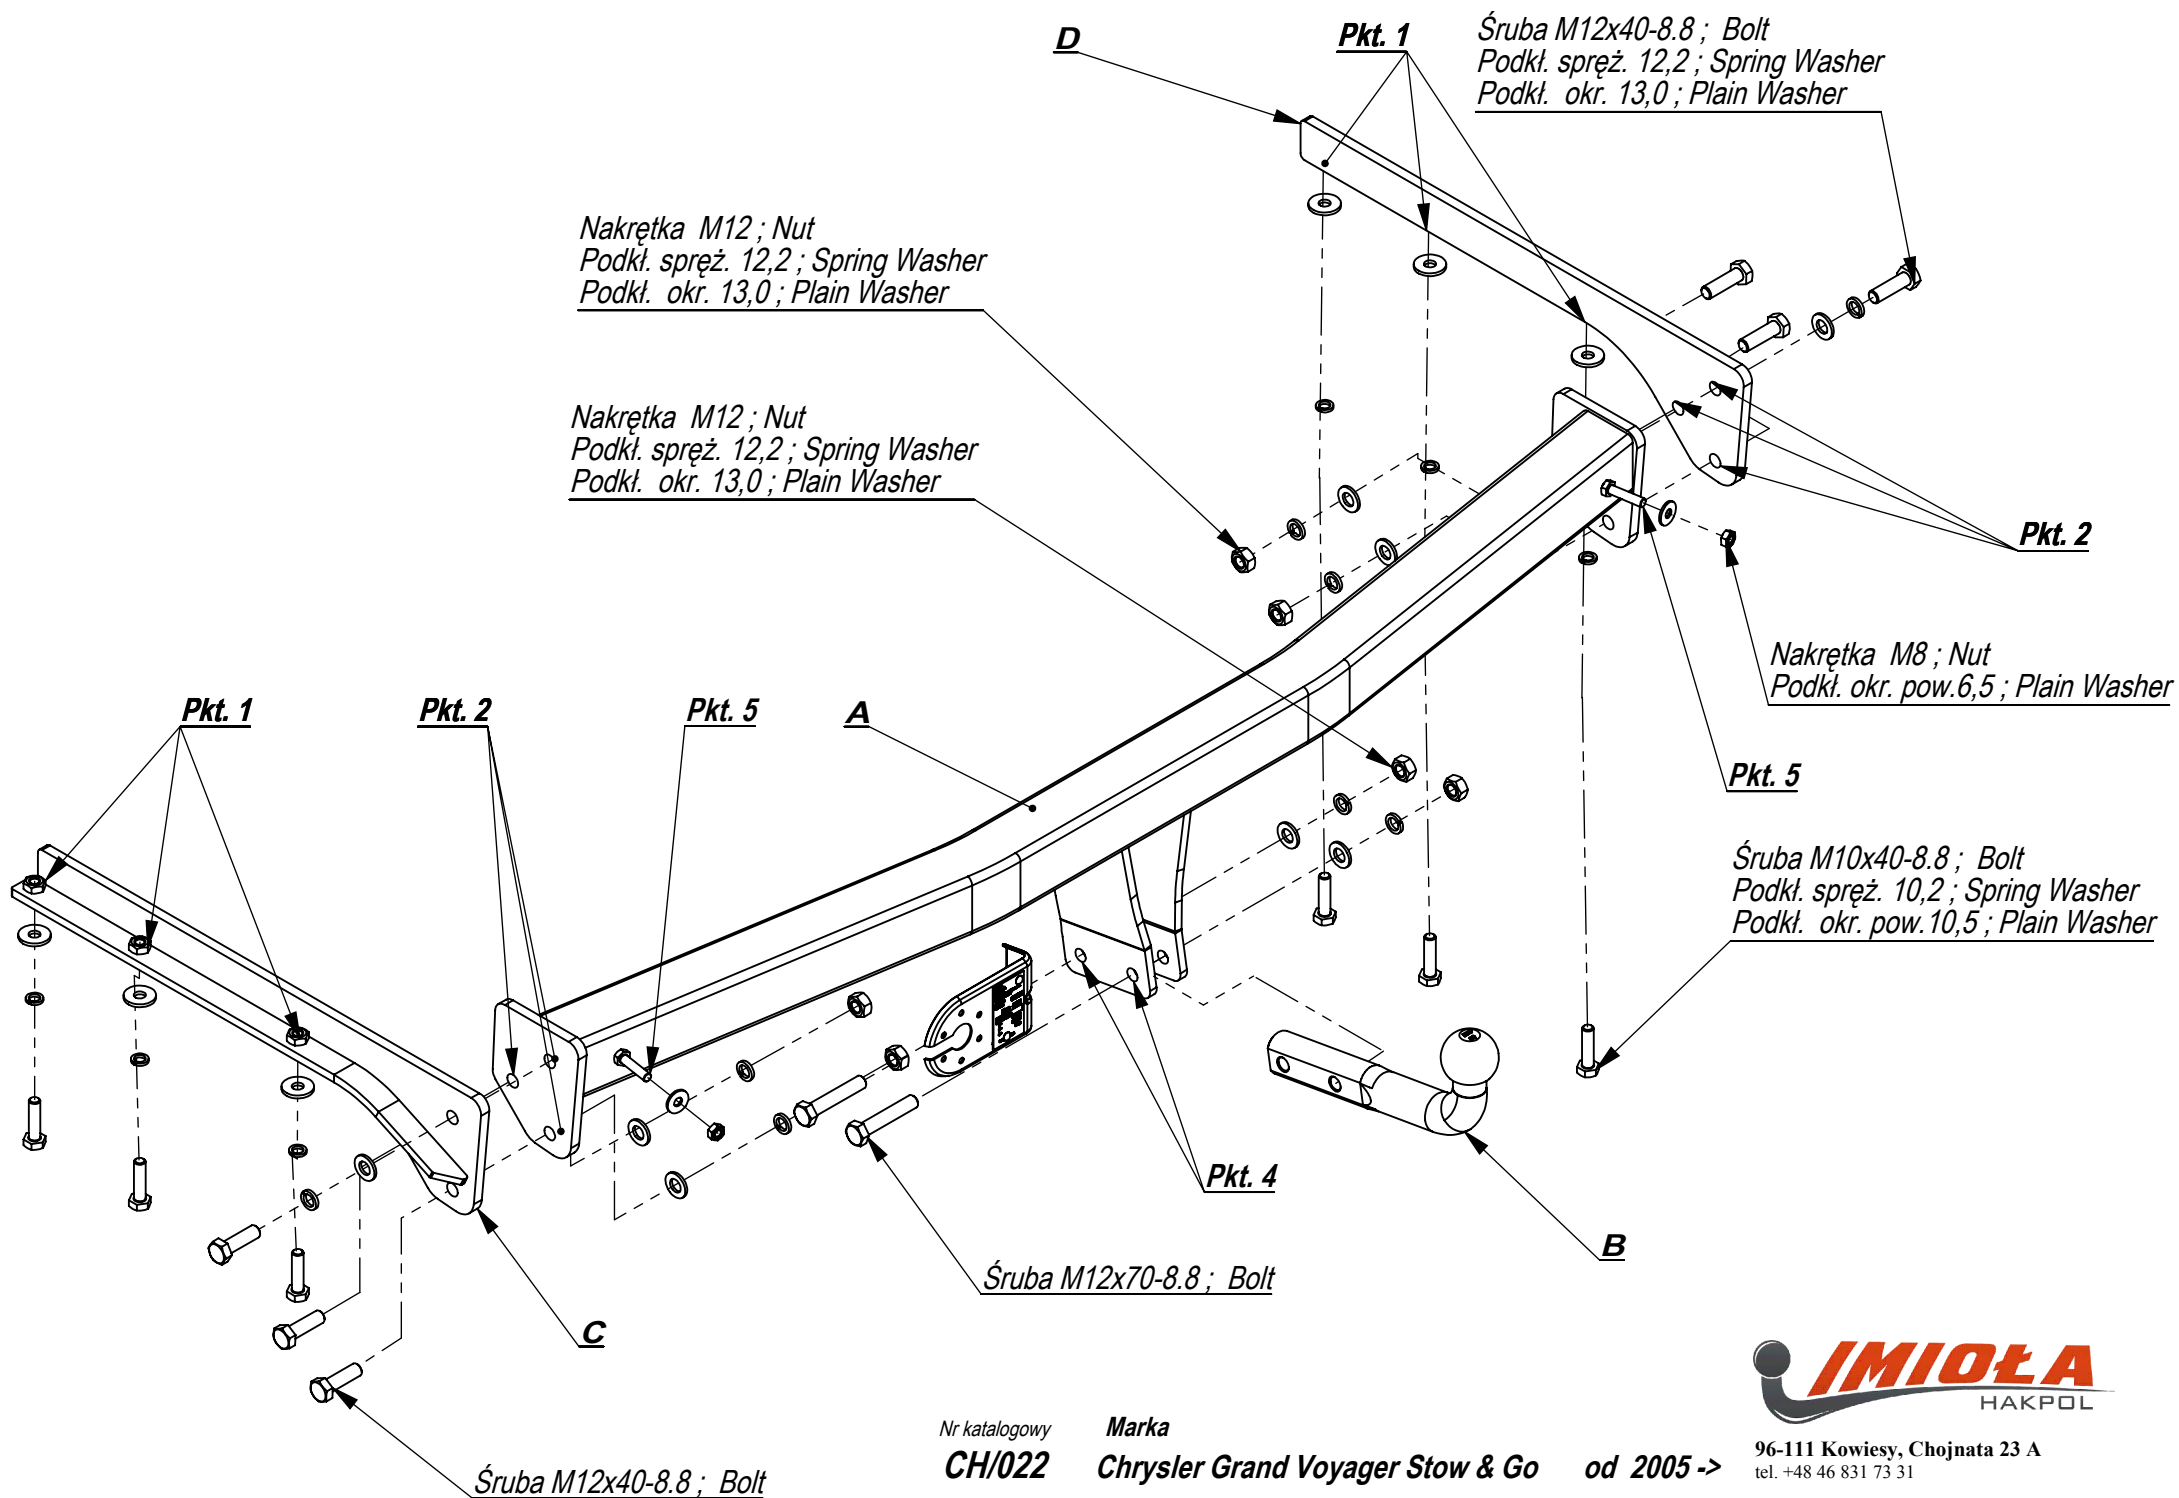 D
Pkt. 1
Śruba M12x40-8.8 ; Bolt
Podkł. spręż. 12,2 ; Spring Washer
Podkł. okr. 13,0 ; Plain Washer
Nakrętka M12 ; Nut
Podkł. spręż. 12,2 ; Spring Washer
Podkł. okr. 13,0 ; Plain Washer
Nakrętka M12 ; Nut
Podkł. spręż. 12,2 ; Spring Washer
Podkł. okr. 13,0 ; Plain Washer
Pkt. 2
Nakrętka M8 ; Nut
Podkł. okr. pow.6,5 ; Plain Washer
Pkt. 1
Pkt. 2
Pkt. 5
A
Pkt. 5
Śruba M10x40-8.8 ; Bolt
Podkł. spręż. 10,2 ; Spring Washer
Podkł. okr. pow.10,5 ; Plain Washer
Pkt. 4
B
Śruba M12x70-8.8 ; Bolt
C
Śruba M12x40-8.8 ; Bolt
Nr katalogowy
Marka
CH/022
Chrysler Grand Voyager Stow & Go od 2005 ->
IMIOŁA
HAKPOL
96-111 Kowiesy, Chojnata 23 A
tel. +48 46 831 73 31